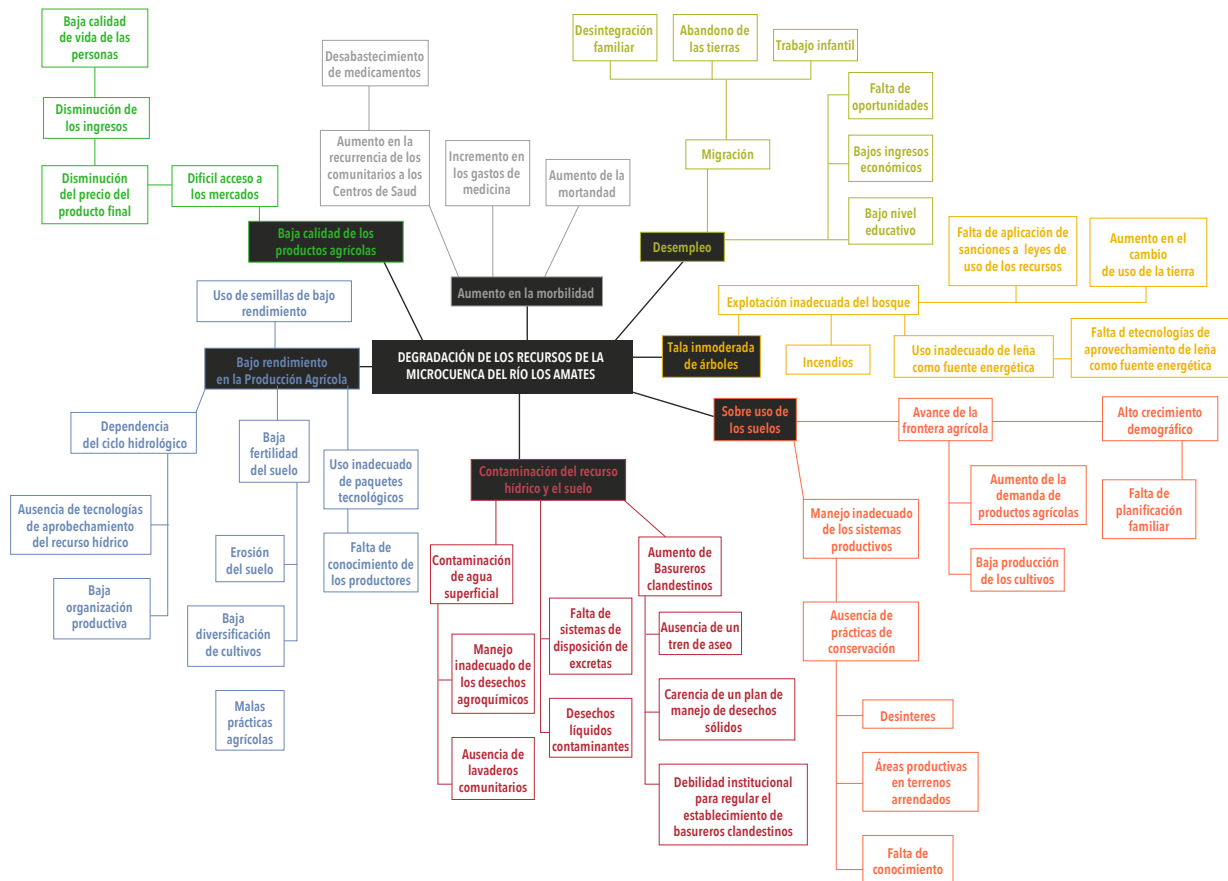 Baja calidad
de vida de las
personas
Disminución de
los ingresos
Disminución
del precio del
producto final
Dificil acceso a
los mercados
Baja calidad de los
productos agrícolas
Desabastecimiento
de medicamentos
Aumento en la
recurrencia de los
comunitarios a los
Centros de Saud
Incremento en
los gastos de
medicina
Aumento de la
mortandad
Aumento en la morbilidad
Desintegración
familiar
Abandono de
las tierras
Trabajo infantil
Migración
Falta de
oportunidades
Bajos ingresos
económicos
Bajo nivel
educativo
Desempleo
Falta de aplicación de
sanciones a leyes de
uso de los recursos
Aumento en el
cambio
de uso de la tierra
Explotación inadecuada del bosque
Tala inmoderada
de árboles
Incendios
Uso inadecuado de leña
como fuente energética
Falta d etecnologías de
aprovechamiento de leña
como fuente energética
DEGRADACIÓN DE LOS RECURSOS DE LA
MICROCUENCA DEL RÍO LOS AMATES
Uso de semillas de bajo
rendimiento
Bajo rendimiento
en la Producción Agrícola
Dependencia
del ciclo hidrológico
Baja
fertilidad
del suelo
Uso inadecuado
de paquetes
tecnológicos
Ausencia de tecnologías
de aprobechamiento
del recurso hídrico
Erosión
del suelo
Falta de
conocimiento
de los productores
Baja
organización
productiva
Baja
diversificación
de cultivos
Malas
prácticas
agrícolas
Contaminación del recurso
hídrico y el suelo
Contaminación
de agua
superficial
Manejo
inadecuado de
los desechos
agroquímicos
Ausencia de
lavaderos
comunitarios
Falta de
sistemas de
disposición de
excretas
Desechos
líquidos
contaminantes
Aumento de
Basureros
clandestinos
Ausencia de un
tren de aseo
Carencia de un plan de
manejo de desechos
sólidos
Debilidad institucional
para regular el
establecimiento de
basureros clandestinos
Sobre uso de
los suelos
Avance de la
frontera agrícola
Alto crecimiento
demográfico
Aumento de la
demanda de
productos agrícolas
Falta de
planificación
familiar
Baja producción
de los cultivos
Manejo inadecuado
de los sistemas
productivos
Ausencia de
prácticas de
conservación
Desinteres
Áreas productivas
en terrenos
arrendados
Falta de
conocimiento